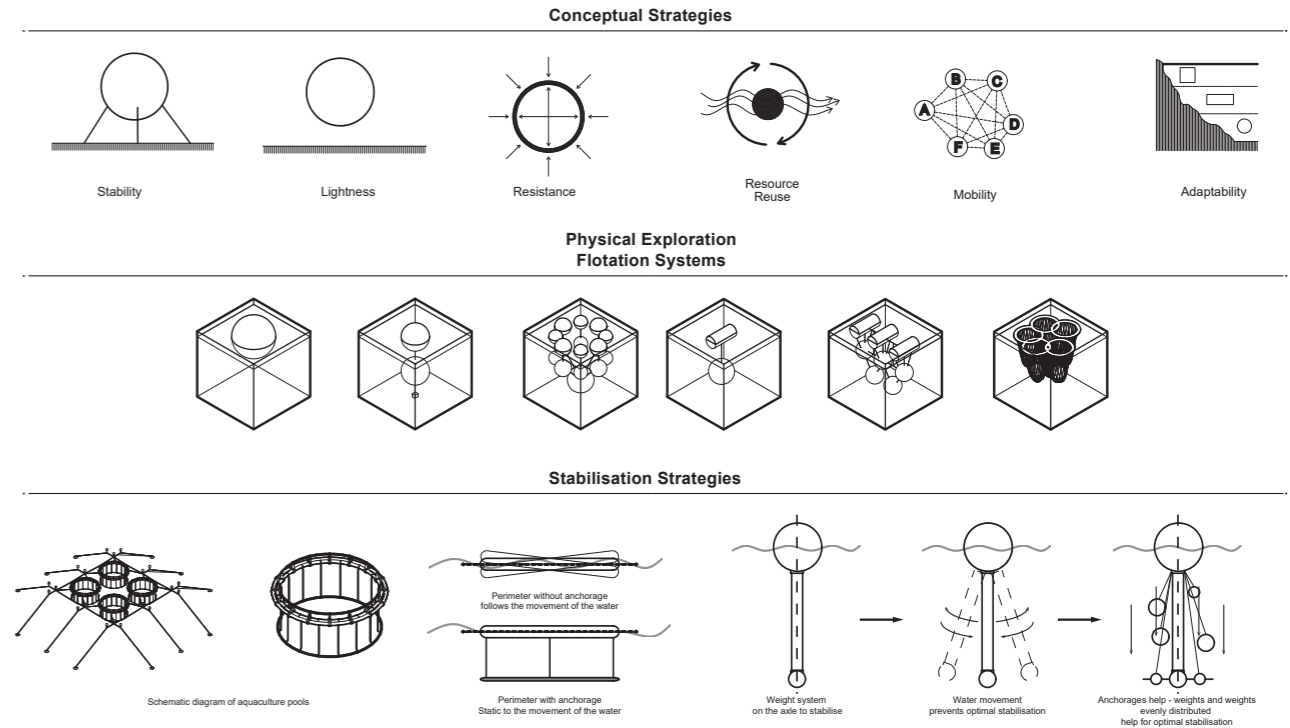 Conceptual Strategies
A
B
C
D
E
F
Stability
Lightness
Resistance
Resource
Reuse
Mobility
Adaptability
Physical Exploration
Flotation Systems
Stabilisation Strategies
Perimeter without anchorage
follows the movement of the water
Schematic diagram of aquaculture pools
Perimeter with anchorage
Static to the movement of the water
Weight system
on the axle to stabilise
Water movement
prevents optimal stabilisation
Anchorages help - weights and weights
evenly distributed
help for optimal stabilisation